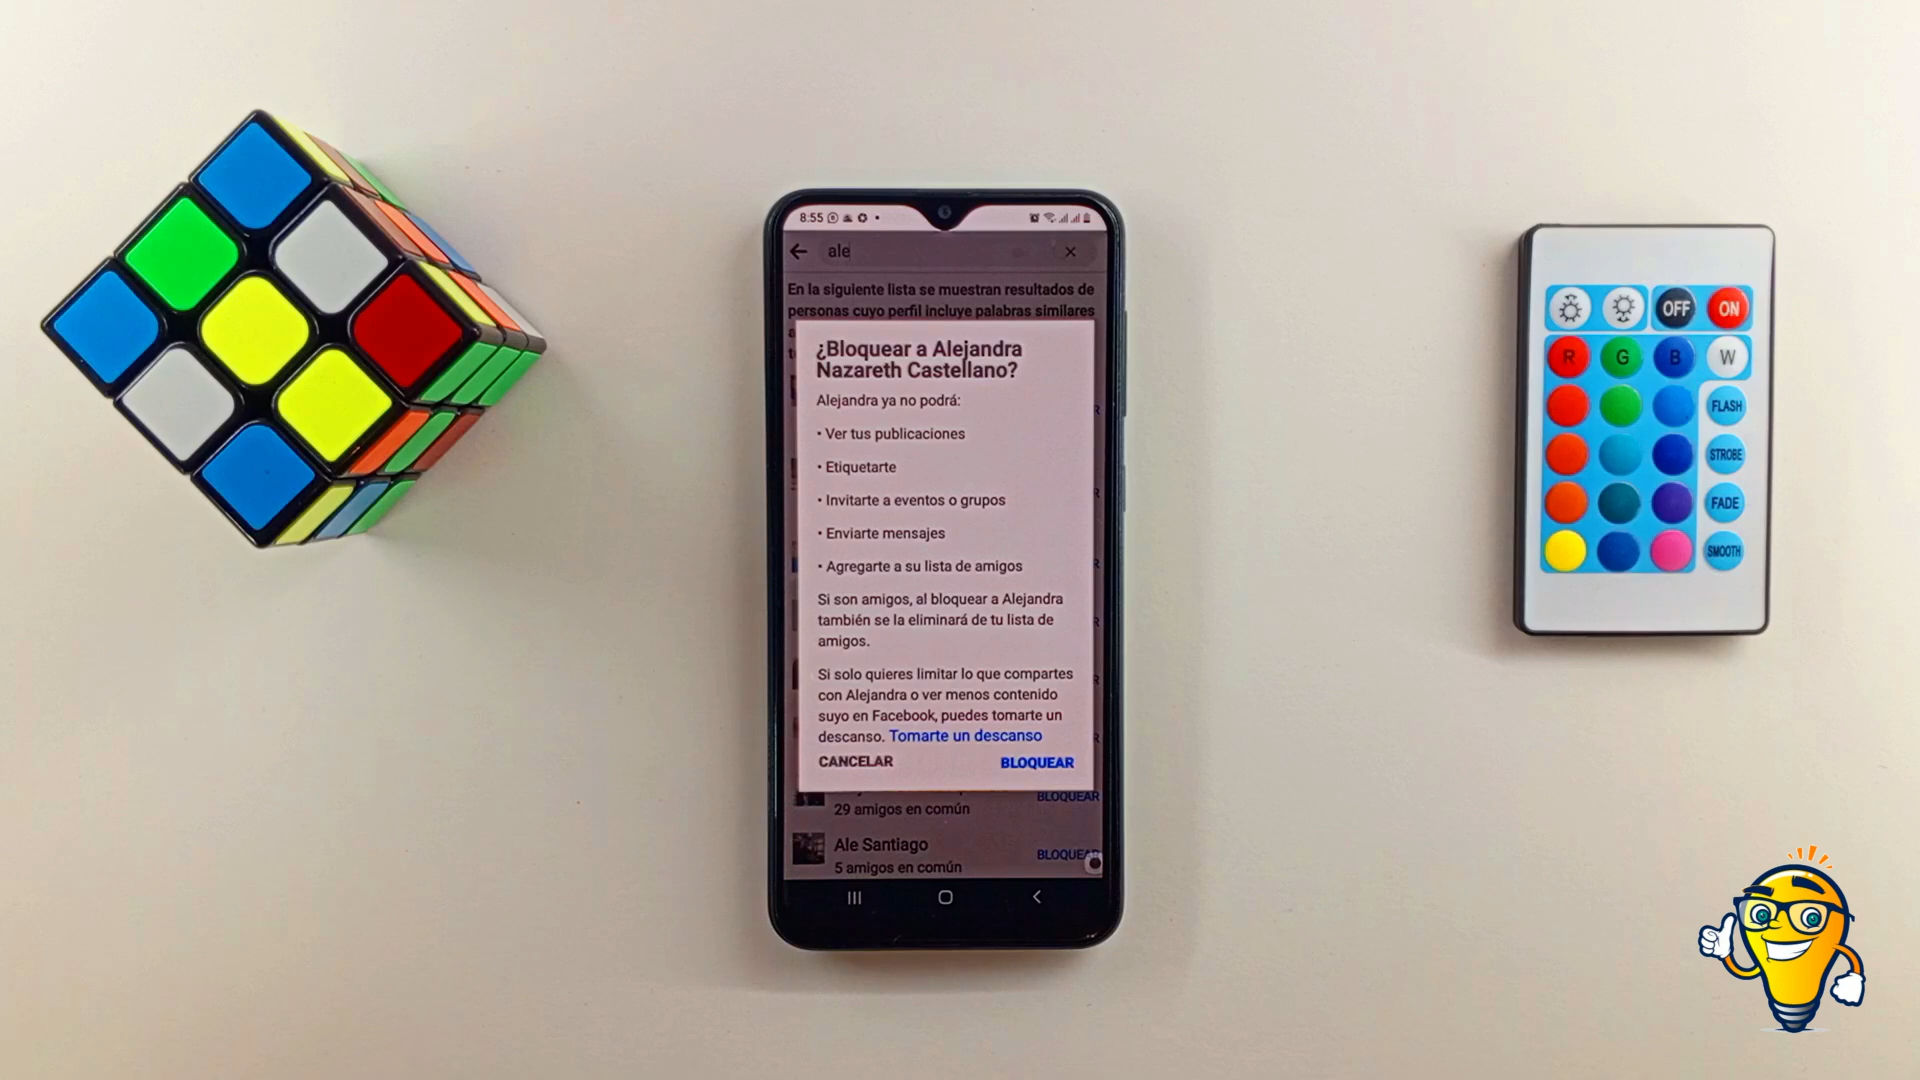 8:55
ale
En la siguiente lista se muestran resultados de
personas cuyo perfil incluye palabras similares
¿Bloquear a Alejandra
Nazareth Castellano?
Alejandra ya no podrá:
• Ver tus publicaciones
• Etiquetarte
• Invitarte a eventos o grupos
• Enviarte mensajes
• Agregarte a su lista de amigos
Si son amigos, al bloquear a Alejandra
también se la eliminará de tu lista de
amigos.
Si solo quieres limitar lo que compartes
con Alejandra o ver menos contenido
suyo en Facebook, puedes tomarte un
descanso. Tomarte un descanso
CANCELAR BLOQUEAR
BLOQUEAR
29 amigos en común
Ale Santiago
BLOQUEAR
5 amigos en común
OFF ON
R G B W
FLASH
STROBE
FADE
SMOOTH